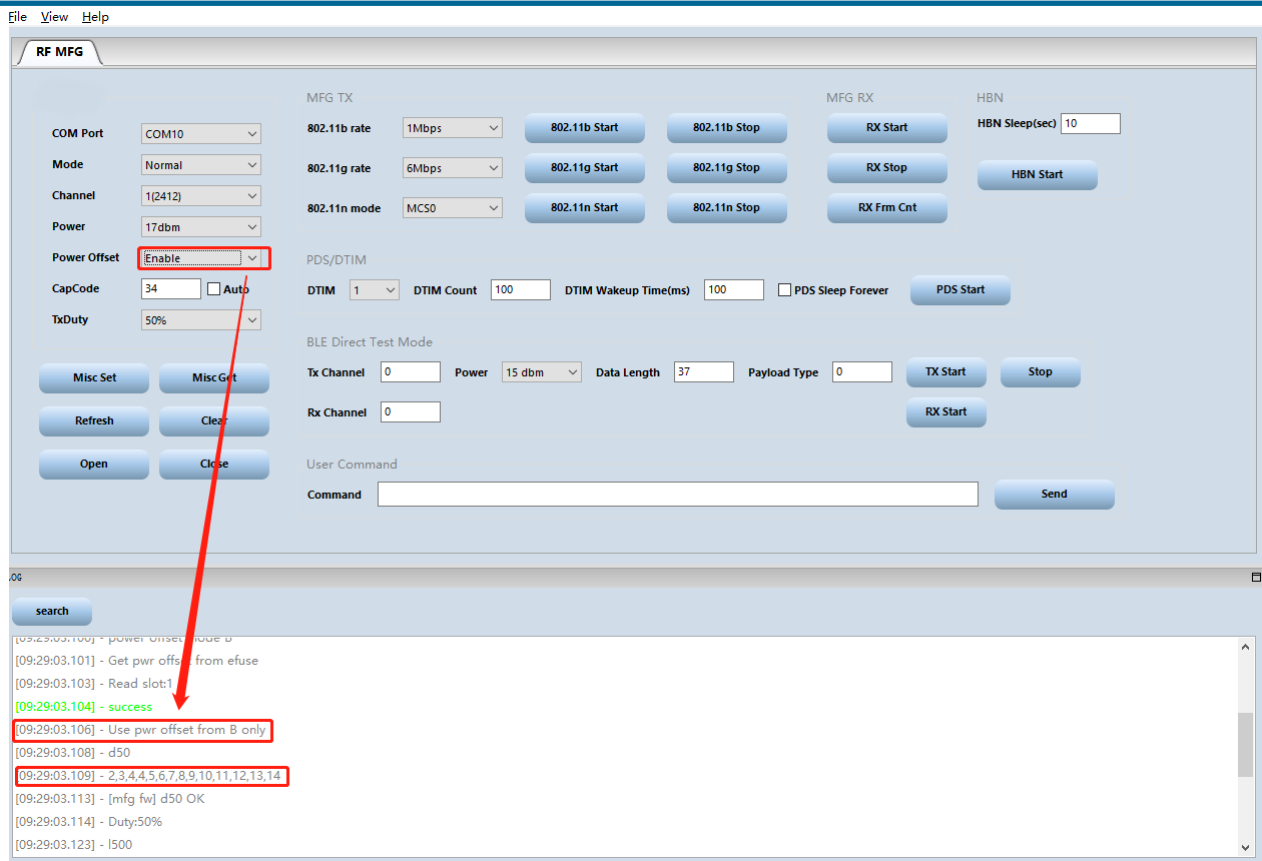 File View Help
RF MFG
MFG TX MFG RX HBN
COM Port COM10 802.11b rate 1Mbps 802.11b Start 802.11b Stop RX Start HBN Sleep(sec) 10
Mode Normal 802.11g rate 6Mbps 802.11g Start 802.11g Stop RX Stop HBN Start
Channel 1(2412)
802.11n mode MCS0 802.11n Start 802.11n Stop RX Frm Cnt
Power 17dbm
Power Offset Enable PDS/DTIM
CapCode 34 Auto DTIM 1 DTIM Count 100 DTIM Wakeup Time(ms) 100 PDS Sleep Forever PDS Start
TxDuty 50%
BLE Direct Test Mode
Misc Set Misc Get Tx Channel 0 Power 15 dbm Data Length 37 Payload Type 0 TX Start Stop
Refresh Clear Rx Channel 0 RX Start
Open Close User Command
Command Send
search
[09:29:03.100] - power offset mode B
[09:29:03.101] - Get pwr offset from efuse
[09:29:03.103] - Read slot:1
[09:29:03.104] - success
[09:29:03.106] - Use pwr offset from B only
[09:29:03.108] - d50
[09:29:03.109] - 2,3,4,4,5,6,7,8,9,10,11,12,13,14
[09:29:03.113] - [mfg fw] d50 OK
[09:29:03.114] - Duty:50%
[09:29:03.123] - l500